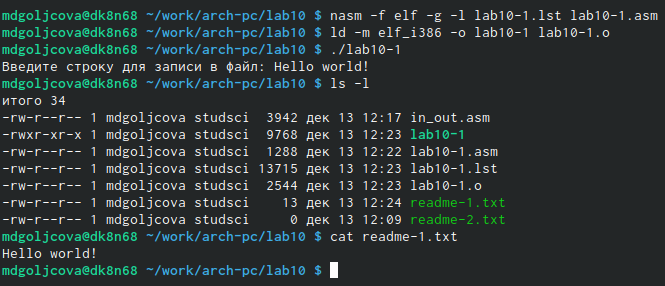 mdgoljcova@dk8n68 ~/work/arch-pc/lab10 $ nasm -f elf -g -l lab10-1.lst lab10-1.asm
mdgoljcova@dk8n68 ~/work/arch-pc/lab10 $ ld -m elf_i386 -o lab10-1 lab10-1.o
mdgoljcova@dk8n68 ~/work/arch-pc/lab10 $ ./lab10-1
Введите строку для записи в файл: Hello world!
mdgoljcova@dk8n68 ~/work/arch-pc/lab10 $ ls -l
итого 34
-rw-r--r-- 1 mdgoljcova studsci  3942 дек 13 12:17 in_out.asm
-rwxr-xr-x 1 mdgoljcova studsci  9768 дек 13 12:23 lab10-1
-rw-r--r-- 1 mdgoljcova studsci  1288 дек 13 12:22 lab10-1.asm
-rw-r--r-- 1 mdgoljcova studsci 13715 дек 13 12:23 lab10-1.lst
-rw-r--r-- 1 mdgoljcova studsci  2544 дек 13 12:23 lab10-1.o
-rw-r--r-- 1 mdgoljcova studsci    13 дек 13 12:24 readme-1.txt
-rw-r--r-- 1 mdgoljcova studsci     0 дек 13 12:09 readme-2.txt
mdgoljcova@dk8n68 ~/work/arch-pc/lab10 $ cat readme-1.txt
Hello world!
mdgoljcova@dk8n68 ~/work/arch-pc/lab10 $